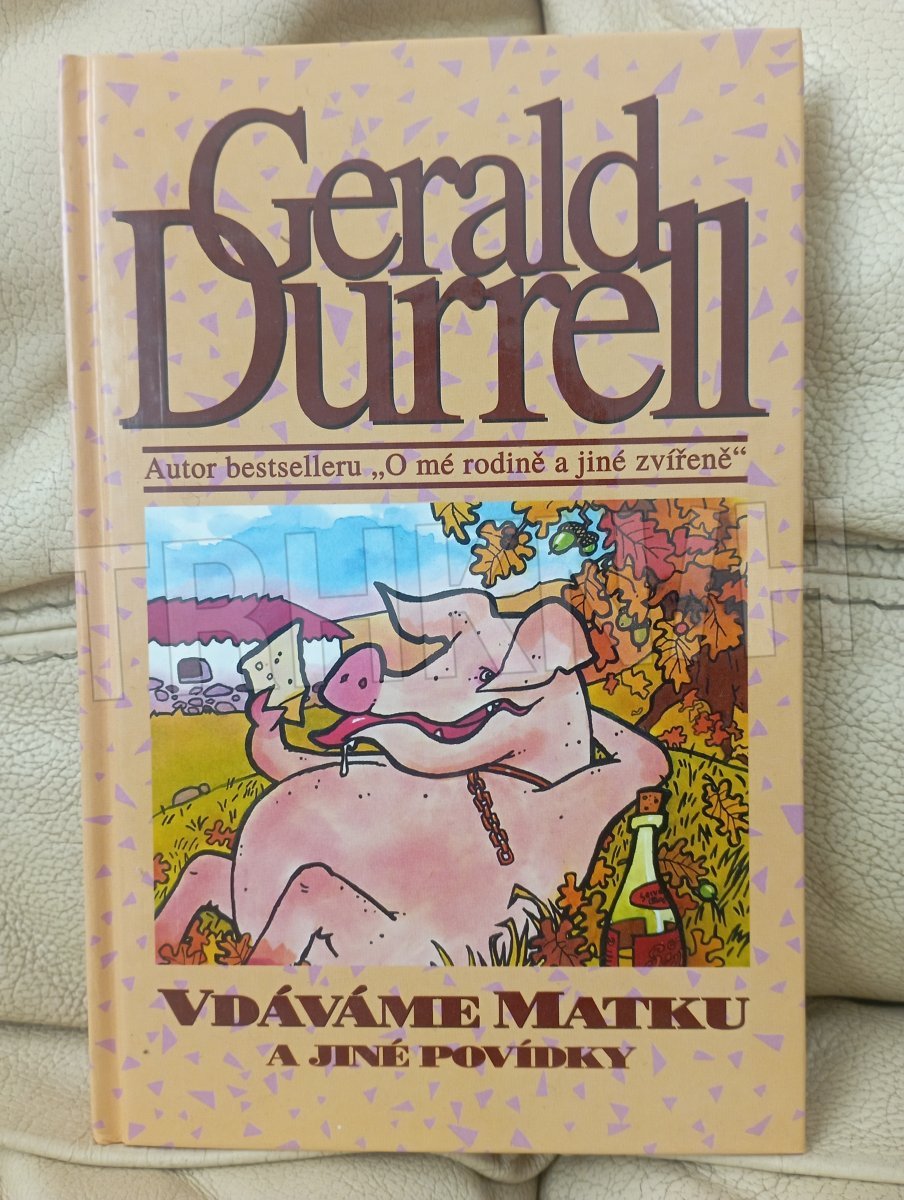 Gerald
Durrell
Autor bestselleru „O mé rodině a jiné zvířeně“
VDÁVÁME MATKU
A JINÉ POVÍDKY